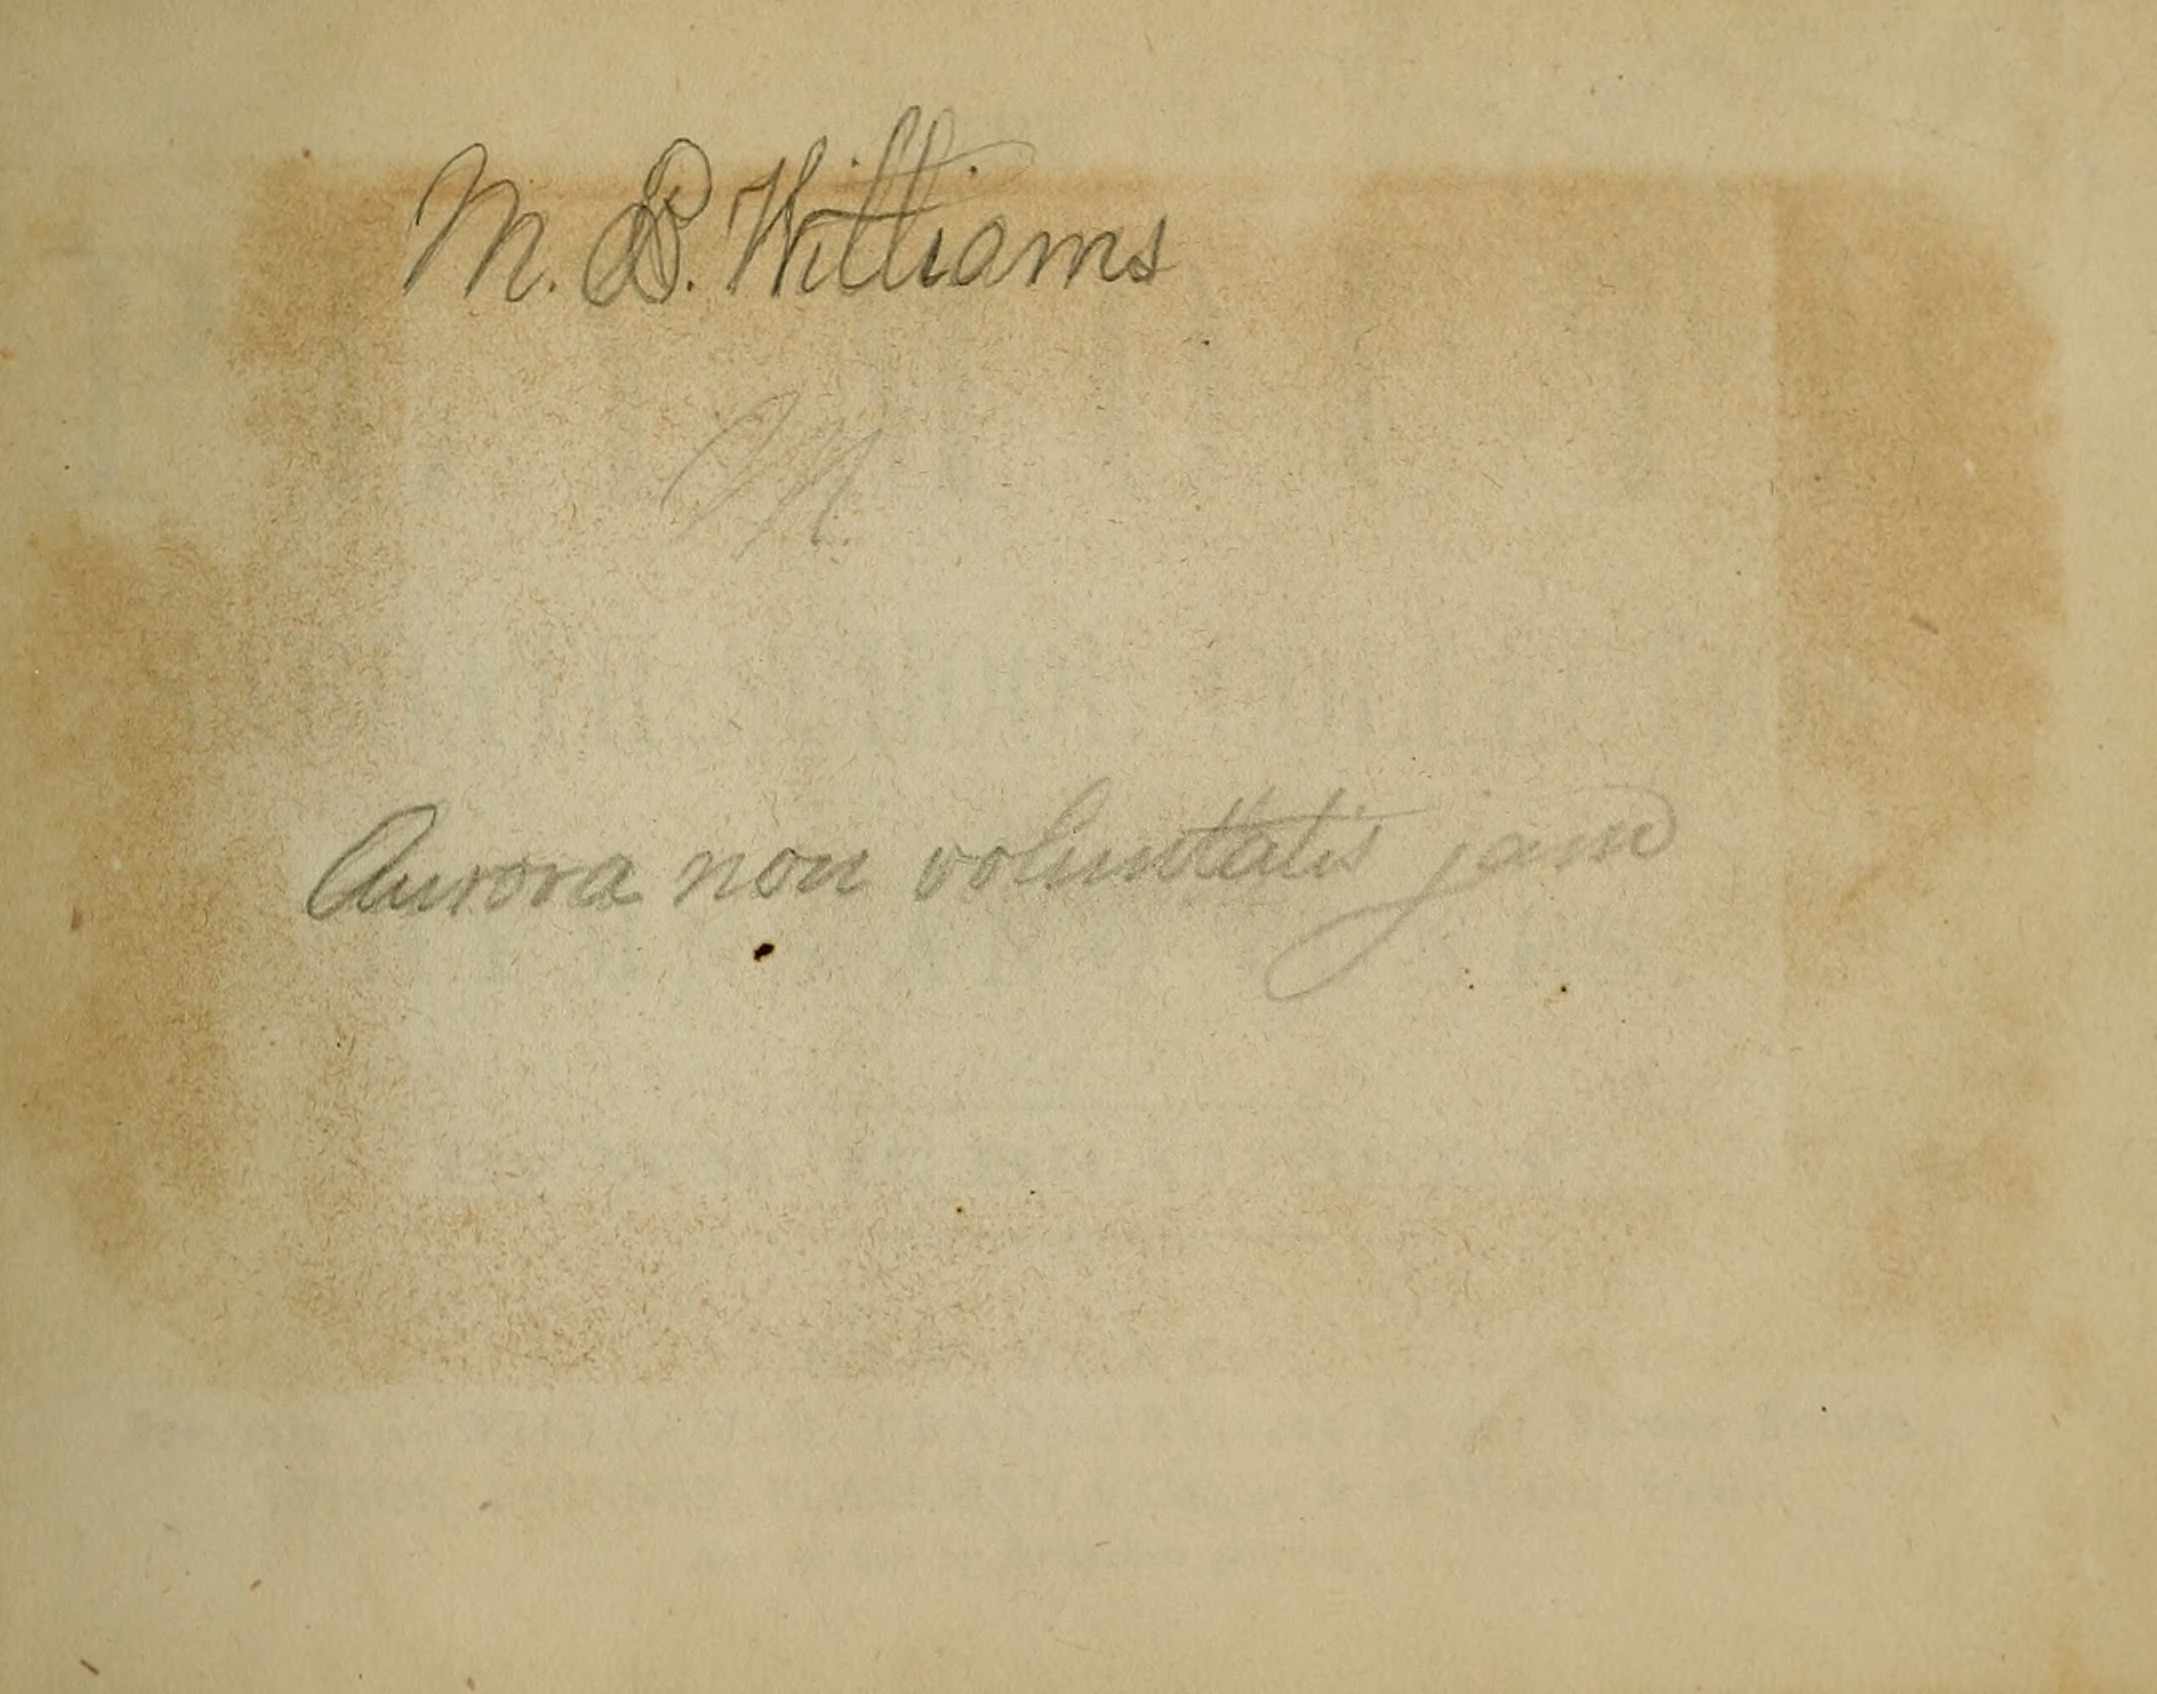 M. B. Williams
M
Aurora non voluntatis jam